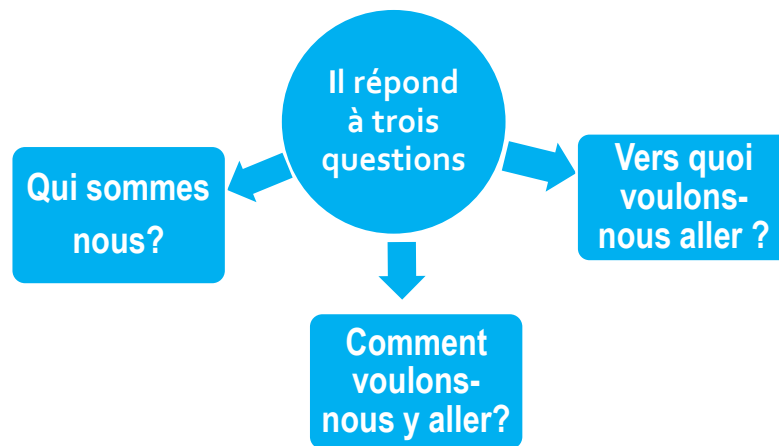 Il répond
à trois
questions
Qui sommes
nous?
Vers quoi
voulons-
nous aller ?
Comment
voulons-
nous y aller?